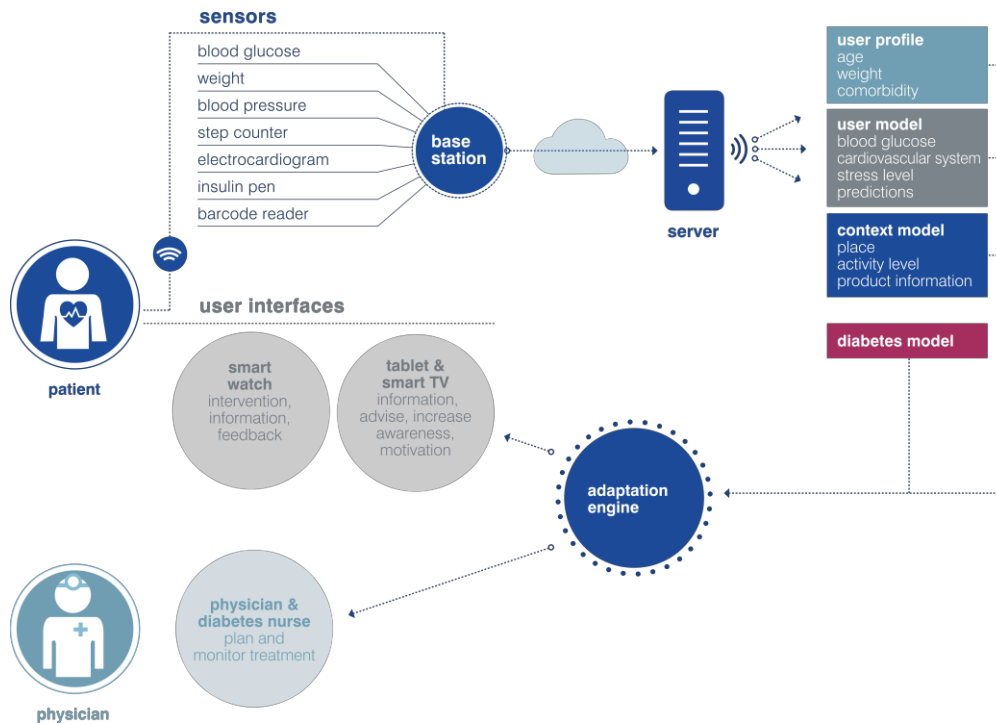 sensors
blood glucose
weight
blood pressure
step counter
electrocardiogram
insulin pen
barcode reader
base
station
server
user profile
age
weight
comorbidity
user model
blood glucose
cardiovascular system
stress level
predictions
context model
place
activity level
product information
diabetes model
patient
user interfaces
smart
watch
intervention,
information,
feedback
tablet &
smart TV
information,
advise, increase
awareness,
motivation
adaptation
engine
physician &
diabetes nurse
plan and
monitor treatment
physician